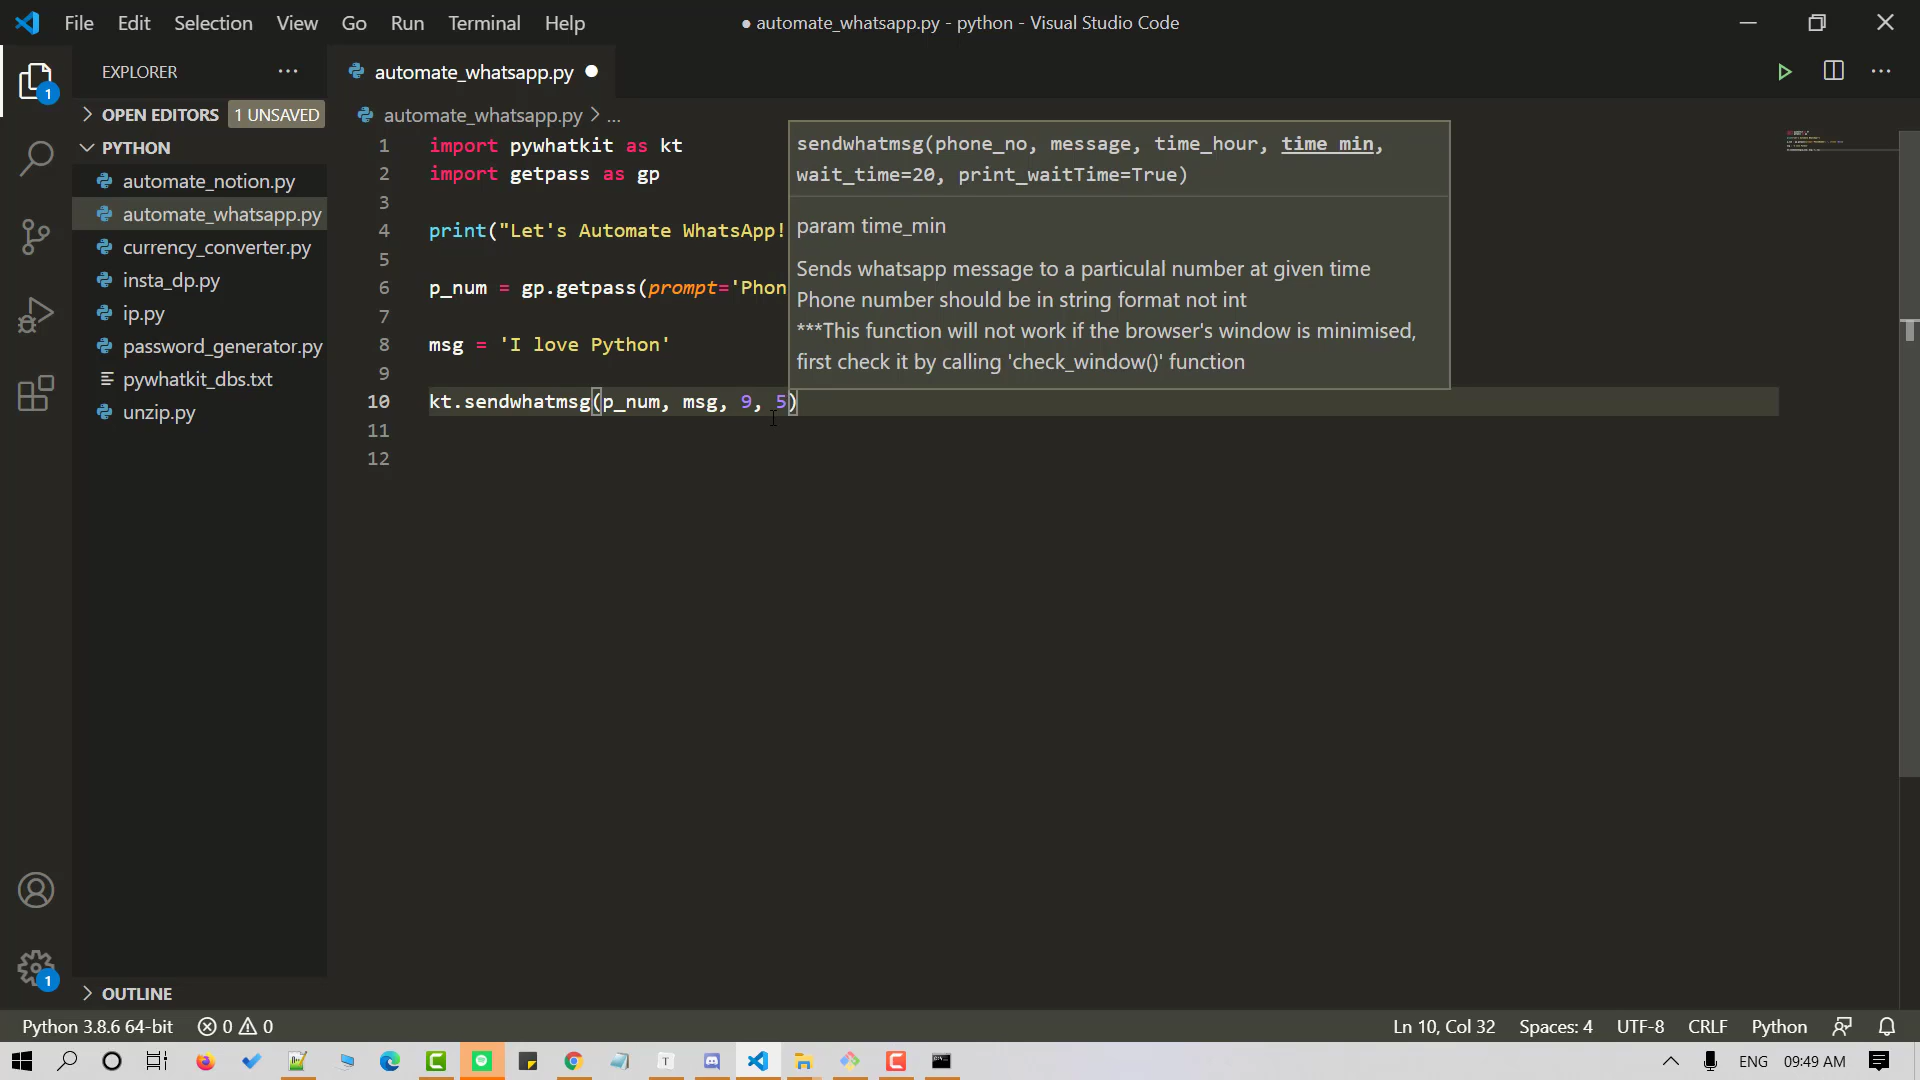 File Edit Selection View Go Run Terminal Help
● automate_whatsapp.py - python - Visual Studio Code
EXPLORER
automate_whatsapp.py
OPEN EDITORS 1 UNSAVED
automate_whatsapp.py > ...
PYTHON
automate_notion.py
automate_whatsapp.py
currency_converter.py
insta_dp.py
ip.py
password_generator.py
pywhatkit_dbs.txt
unzip.py
OUTLINE
1 import pywhatkit as kt
2 import getpass as gp
3
4 print("Let's Automate WhatsApp!
5
6 p_num = gp.getpass(prompt='Phon
7
8 msg = 'I love Python'
9
10 kt.sendwhatmsg(p_num, msg, 9, 5)
11
12
sendwhatmsg(phone_no, message, time_hour, time_min,
wait_time=20, print_waitTime=True)
param time_min
Sends whatsapp message to a particulal number at given time
Phone number should be in string format not int
***This function will not work if the browser's window is minimised,
first check it by calling 'check_window()' function
1
1
Python 3.8.6 64-bit 0 0
Ln 10, Col 32 Spaces: 4 UTF-8 CRLF Python
ENG 09:49 AM